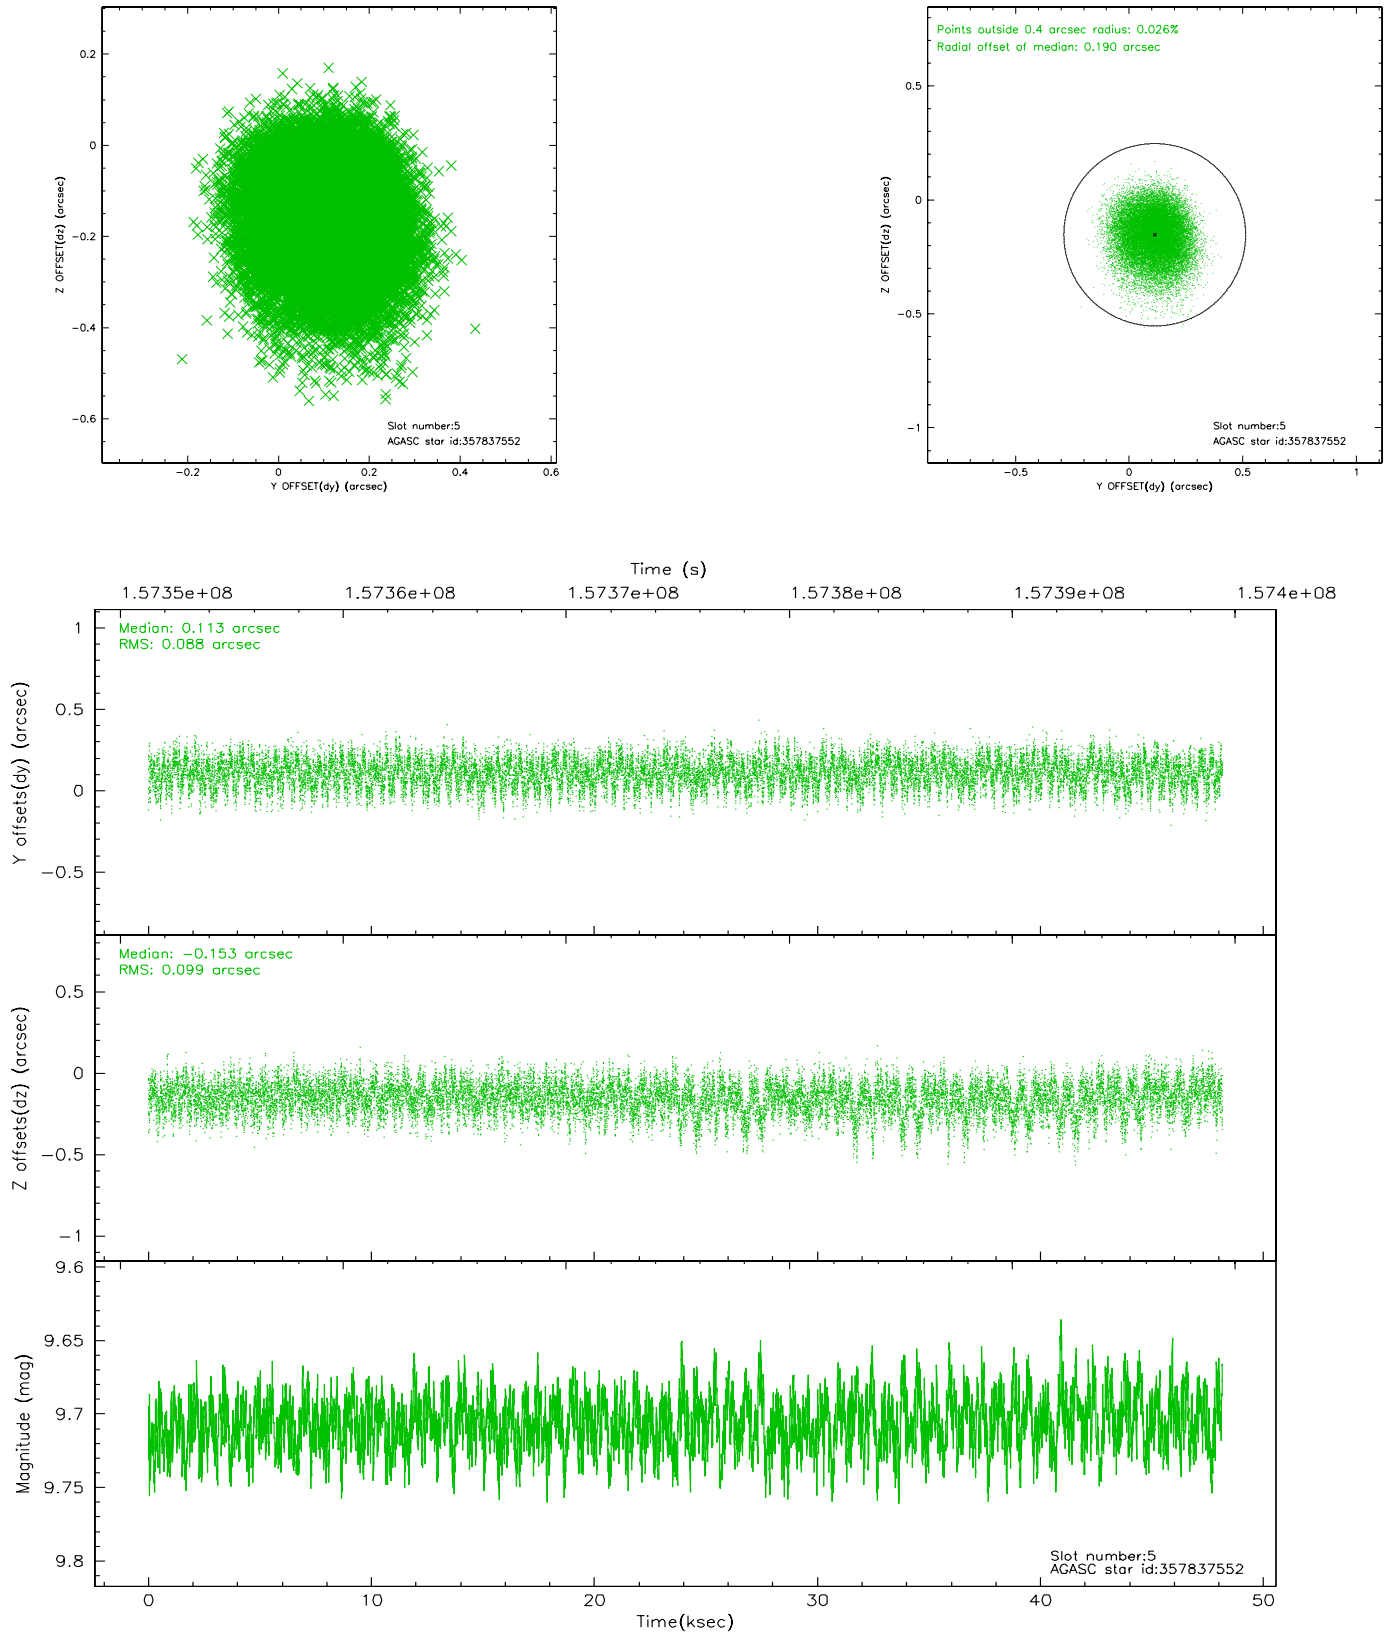 0.2
0
−0.2
−0.4
−0.6
Z OFFSET(dz) (arcsec)
−0.2
0
0.2
0.4
0.6
Y OFFSET(dy) (arcsec)
Slot number:5
AGASC star id:357837552
Points outside 0.4 arcsec radius: 0.026%
Radial offset of median: 0.190 arcsec
0.5
0
−0.5
−1
Z OFFSET(dz) (arcsec)
−0.5
0
0.5
1
Y OFFSET(dy) (arcsec)
Slot number:5
AGASC star id:357837552
Time (s)
1.5735e+08
1.5736e+08
1.5737e+08
1.5738e+08
1.5739e+08
1.574e+08
Median: 0.113 arcsec
RMS: 0.088 arcsec
1
0.5
0
−0.5
Y offsets(dy) (arcsec)
Median: −0.153 arcsec
RMS: 0.099 arcsec
0.5
0
−0.5
−1
Z offsets(dz) (arcsec)
9.6
9.65
9.7
9.75
9.8
Magnitude (mag)
Slot number:5
AGASC star id:357837552
0
10
20
30
40
50
Time(ksec)